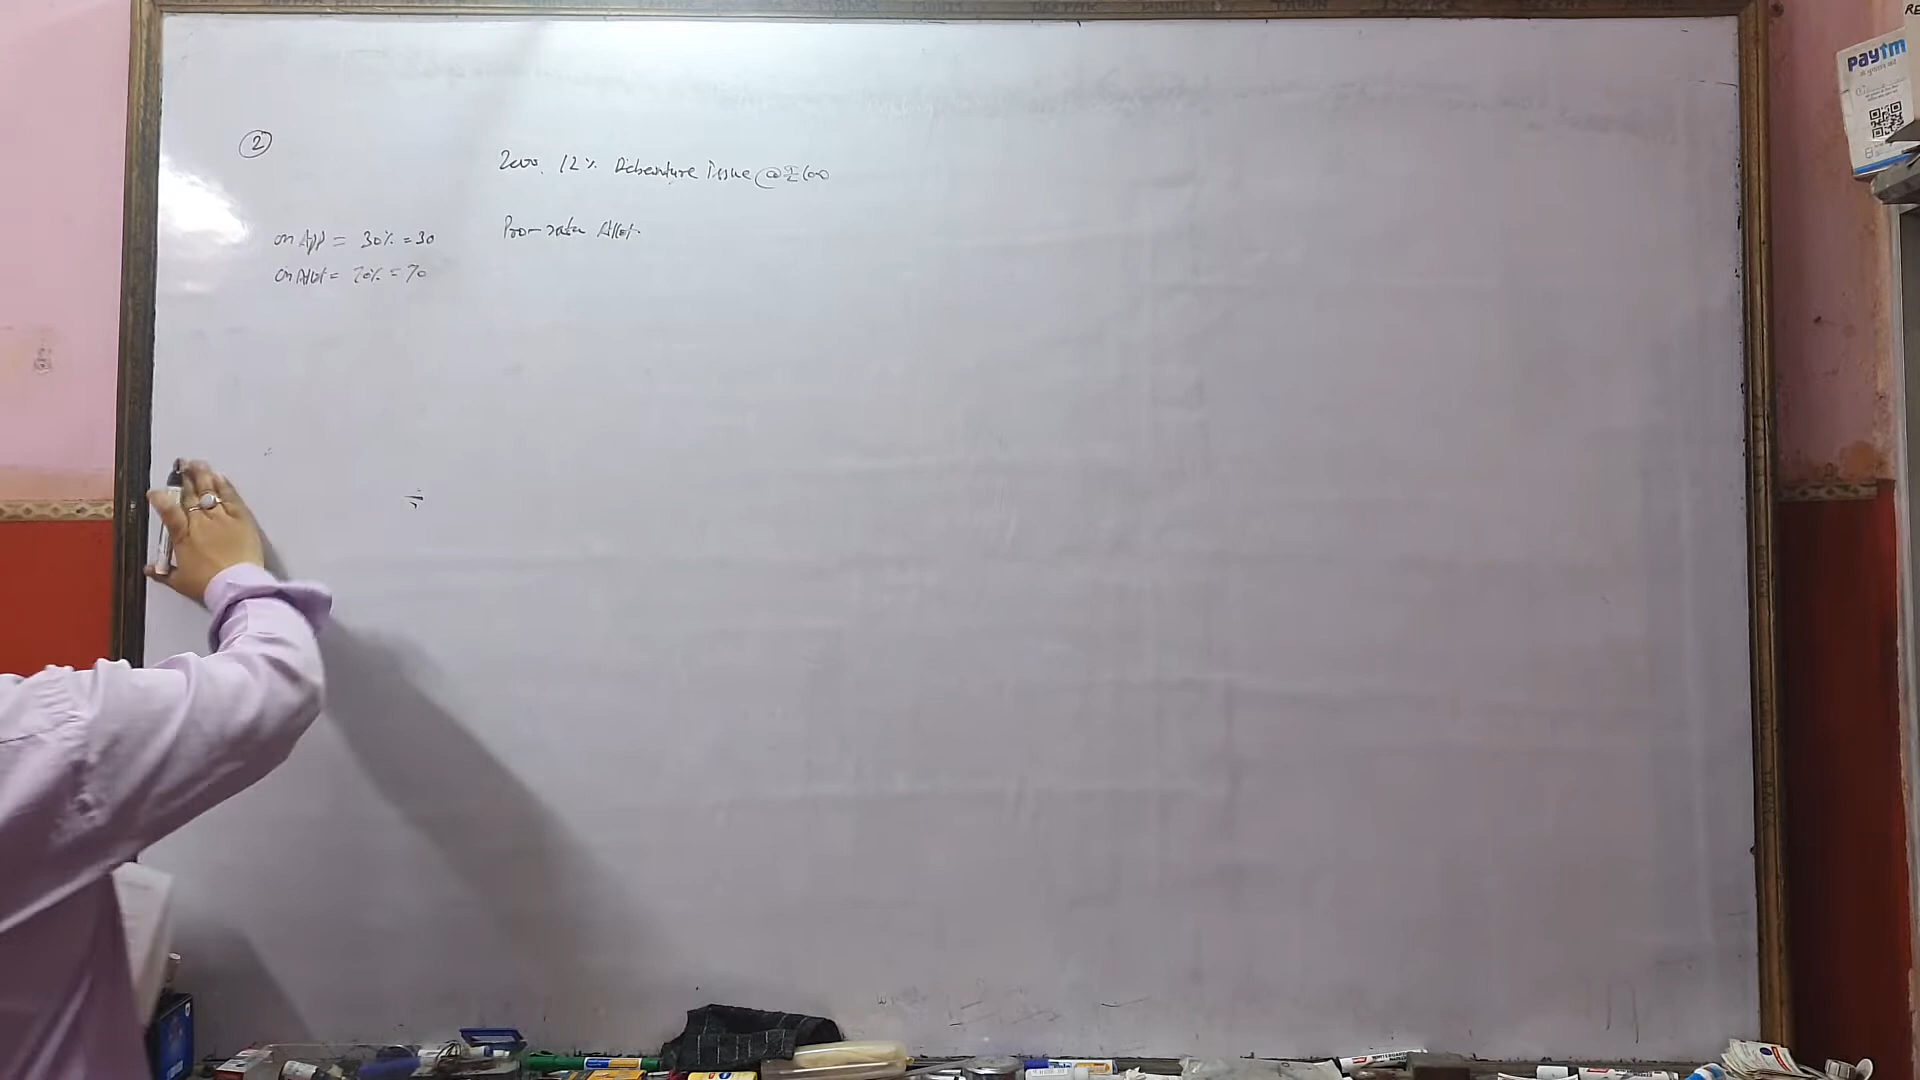 2
2000, 12% Debenture Issue @ ₹100
on App = 30% = 30
Pro-rata Allot.
on Allot = 70% = 70
paytm